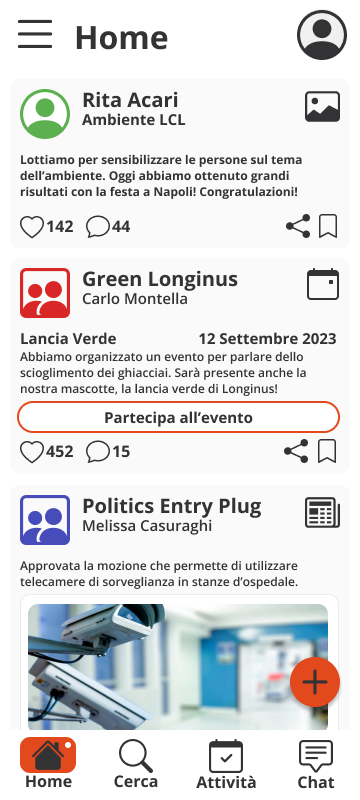 Home
Rita Acari
Ambiente LCL
Lottiamo per sensibilizzare le persone sul tema
dell’ambiente. Oggi abbiamo ottenuto grandi
risultati con la festa a Napoli! Congratulazioni!
142 44
Green Longinus
Carlo Montella
Lancia Verde 12 Settembre 2023
Abbiamo organizzato un evento per parlare dello
scioglimento dei ghiacciai. Sarà presente anche la
nostra mascotte, la lancia verde di Longinus!
Partecipa all’evento
452 15
Politics Entry Plug
Melissa Casuraghi
Approvata la mozione che permette di utilizzare
telecamere di sorveglianza in stanze d’ospedale.
Home Cerca Attività Chat